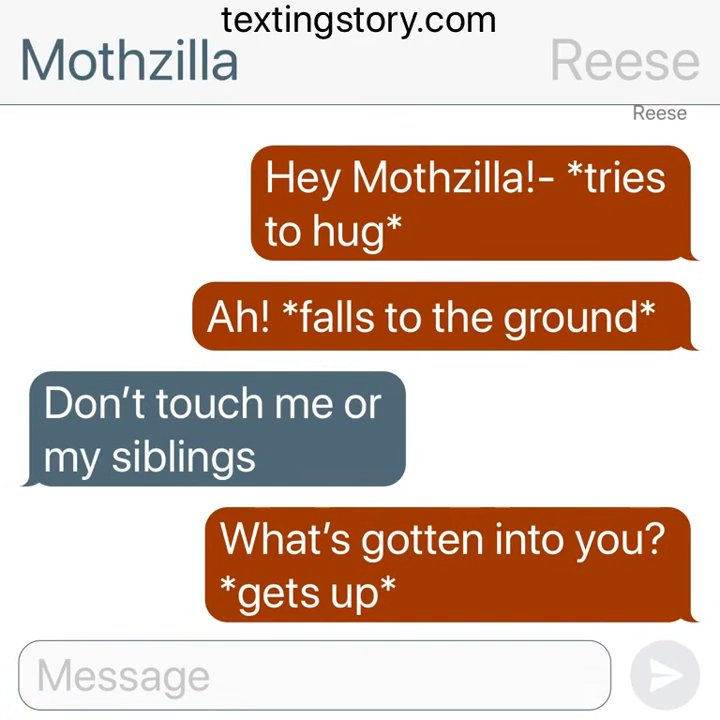 textingstory.com
Mothzilla Reese
Reese
Hey Mothzilla!- *tries
to hug*
Ah! *falls to the ground*
Don’t touch me or
my siblings
What’s gotten into you?
*gets up*
Message